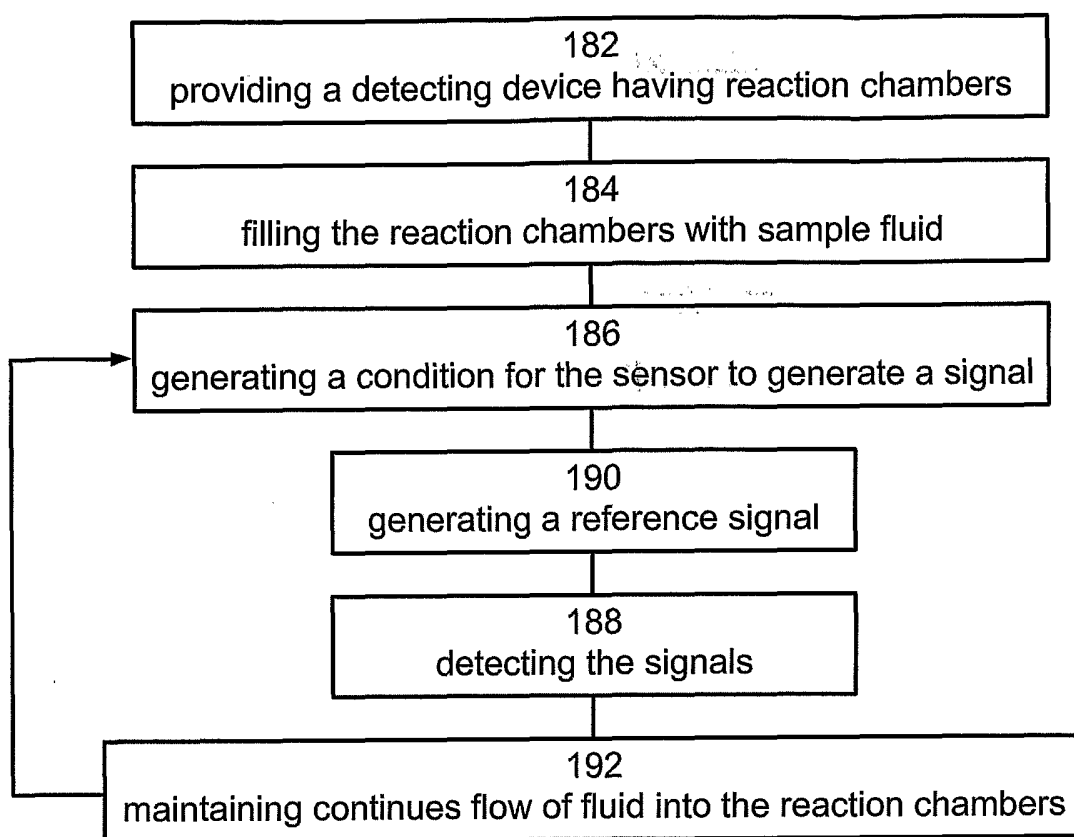 182
providing a detecting device having reaction chambers
184
filling the reaction chambers with sample fluid
186
generating a condition for the sensor to generate a signal
190
generating a reference signal
188
detecting the signals
192
maintaining continues flow of fluid into the reaction chambers